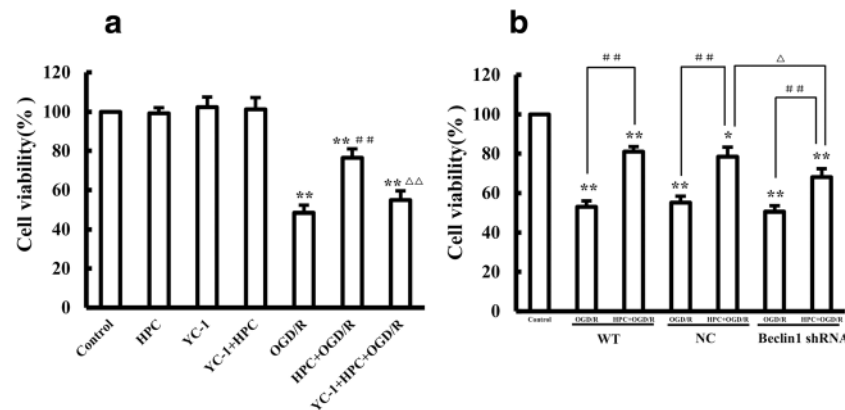 a
Cell viability(%)
120
100
80
60
40
20
0
** ##
**
** △△
Control
HPC
YC-1
YC-1+HPC
OGD/R
HPC+OGD/R
YC-1+HPC+OGD/R
b
Cell viability(%)
120
100
80
60
40
20
0
# #
# #
△
# #
**
**
**
*
**
**
Control
OGD/R HPC+OGD/R OGD/R HPC+OGD/R OGD/R HPC+OGD/R
WT NC Beclin1 shRNA